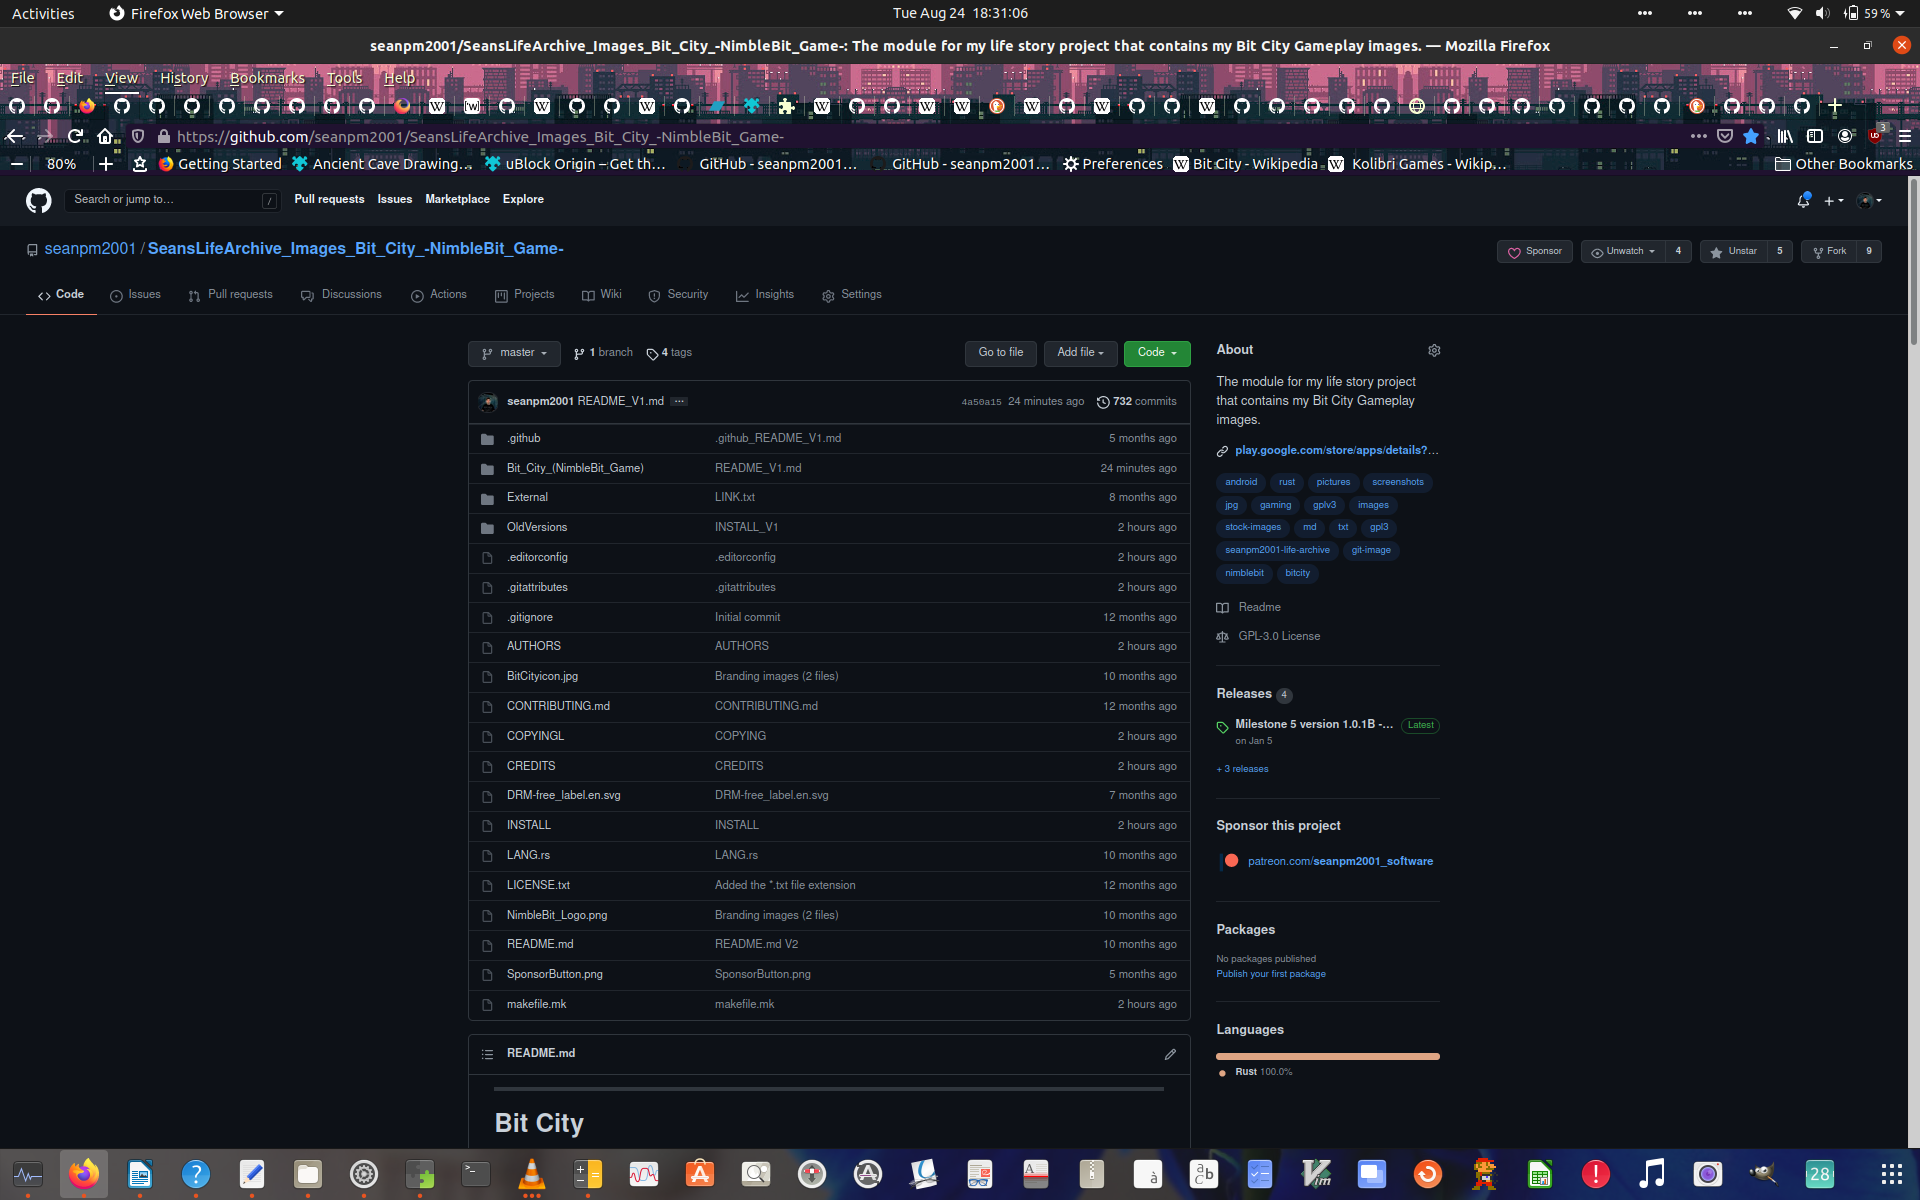 Activities Firefox Web Browser Tue Aug 24 18:31:06 59 %
seanpm2001/SeansLifeArchive_Images_Bit_City_-NimbleBit_Game-: The module for my life story project that contains my Bit City Gameplay images. — Mozilla Firefox
File Edit View History Bookmarks Tools Help
https://github.com/seanpm2001/SeansLifeArchive_Images_Bit_City_-NimbleBit_Game- 3
80% Getting Started Ancient Cave Drawing… uBlock Origin – Get th… GitHub - seanpm2001… GitHub - seanpm2001… Preferences Bit City - Wikipedia Kolibri Games - Wikip… Other Bookmarks
Search or jump to… / Pull requests Issues Marketplace Explore
seanpm2001 / SeansLifeArchive_Images_Bit_City_-NimbleBit_Game- Sponsor Unwatch 4 Unstar 5 Fork 9
Code Issues Pull requests Discussions Actions Projects Wiki Security Insights Settings
master 1 branch 4 tags Go to file Add file Code
seanpm2001 README_V1.md ... 4a50a15 24 minutes ago 732 commits
.github .github_README_V1.md 5 months ago
Bit_City_(NimbleBit_Game) README_V1.md 24 minutes ago
External LINK.txt 8 months ago
OldVersions INSTALL_V1 2 hours ago
.editorconfig .editorconfig 2 hours ago
.gitattributes .gitattributes 2 hours ago
.gitignore Initial commit 12 months ago
AUTHORS AUTHORS 2 hours ago
BitCityicon.jpg Branding images (2 files) 10 months ago
CONTRIBUTING.md CONTRIBUTING.md 12 months ago
COPYINGL COPYING 2 hours ago
CREDITS CREDITS 2 hours ago
DRM-free_label.en.svg DRM-free_label.en.svg 7 months ago
INSTALL INSTALL 2 hours ago
LANG.rs LANG.rs 10 months ago
LICENSE.txt Added the *.txt file extension 12 months ago
NimbleBit_Logo.png Branding images (2 files) 10 months ago
README.md README.md V2 10 months ago
SponsorButton.png SponsorButton.png 5 months ago
makefile.mk makefile.mk 2 hours ago
README.md
Bit City
About
The module for my life story project
that contains my Bit City Gameplay
images.
play.google.com/store/apps/details?…
android rust pictures screenshots
jpg gaming gplv3 images
stock-images md txt gpl3
seanpm2001-life-archive git-image
nimblebit bitcity
Readme
GPL-3.0 License
Releases 4
Milestone 5 version 1.0.1B -… Latest
on Jan 5
+ 3 releases
Sponsor this project
patreon.com/seanpm2001_software
Packages
No packages published
Publish your first package
Languages
Rust 100.0%
28